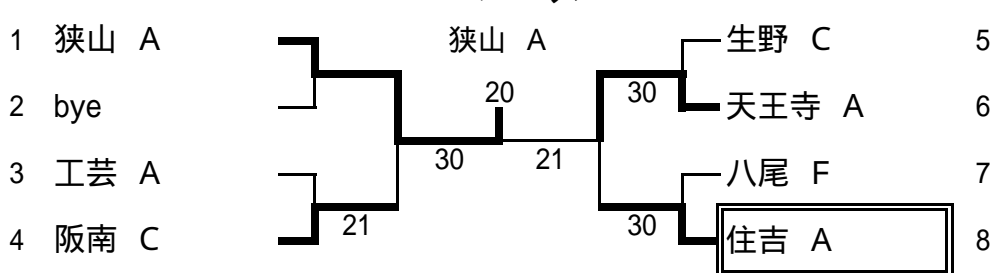 1 狭山 A 狭山 A 生野 C 5
20 30
2 bye 天王寺 A 6
30 21
3 工芸 A 八尾 F 7
21 30
4 阪南 C 住吉 A 8